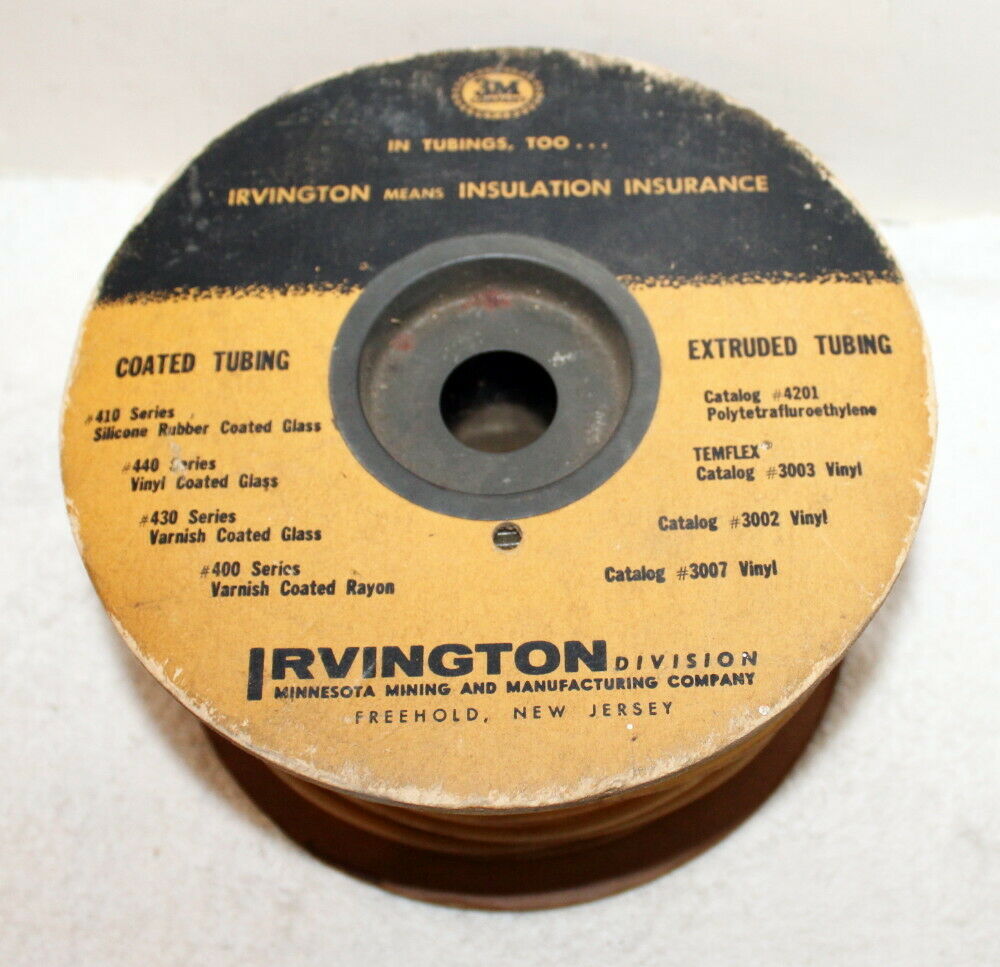 3M
IN TUBINGS, TOO...
IRVINGTON MEANS INSULATION INSURANCE
COATED TUBING
#410 Series
Silicone Rubber Coated Glass
#440 Series
Vinyl Coated Glass
#430 Series
Varnish Coated Glass
#400 Series
Varnish Coated Rayon
EXTRUDED TUBING
Catalog #4201
Polytetrafluroethylene
TEMFLEX®
Catalog #3003 Vinyl
Catalog #3002 Vinyl
Catalog #3007 Vinyl
IRVINGTON DIVISION
MINNESOTA MINING AND MANUFACTURING COMPANY
FREEHOLD, NEW JERSEY